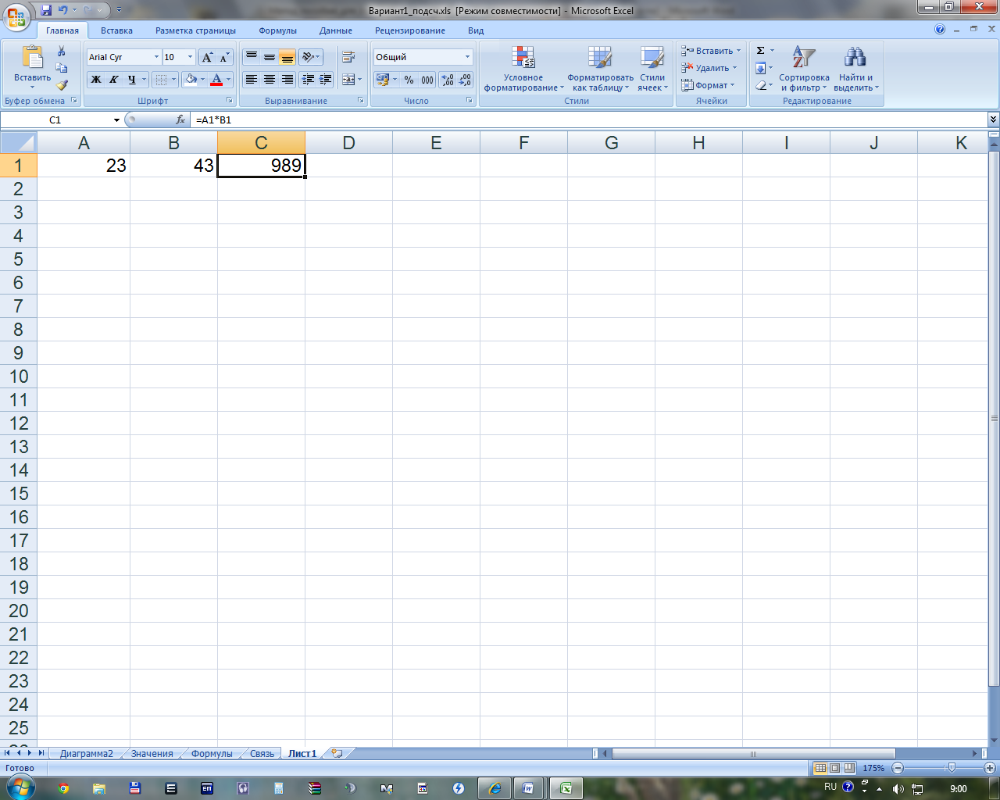 Вариант1_подсч.xls [Режим совместимости] - Microsoft Excel
Главная Вставка Разметка страницы Формулы Данные Рецензирование Вид
Вставить
Буфер обмена
Arial Cyr 10
Ж К Ч
Шрифт
Выравнивание
Общий
% 000 ,00 ,00
Число
Условное форматирование
Форматировать как таблицу
Стили ячеек
Стили
Вставить
Удалить
Формат
Ячейки
Σ
Сортировка и фильтр
Найти и выделить
Редактирование
C1 fx =A1*B1
A B C D E F G H I J K
1 23 43 989
2
3
4
5
6
7
8
9
10
11
12
13
14
15
16
17
18
19
20
21
22
23
24
25
Диаграмма2 Значения Формулы Связь Лист1
Готово 175%
RU 9:00